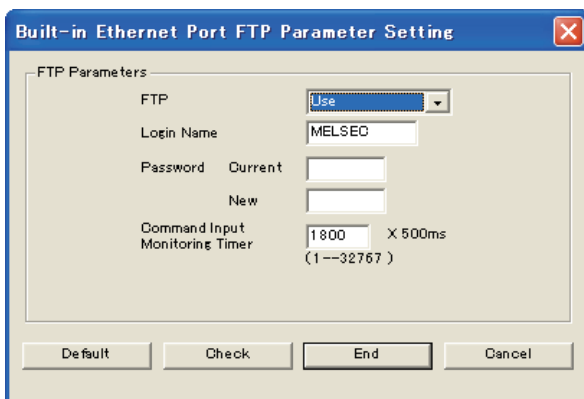 Built-in Ethernet Port FTP Parameter Setting
FTP Parameters
FTP Use
Login Name MELSEC
Password Current
New
Command Input
Monitoring Timer 1800 X 500ms
(1--32767 )
Default Check End Cancel